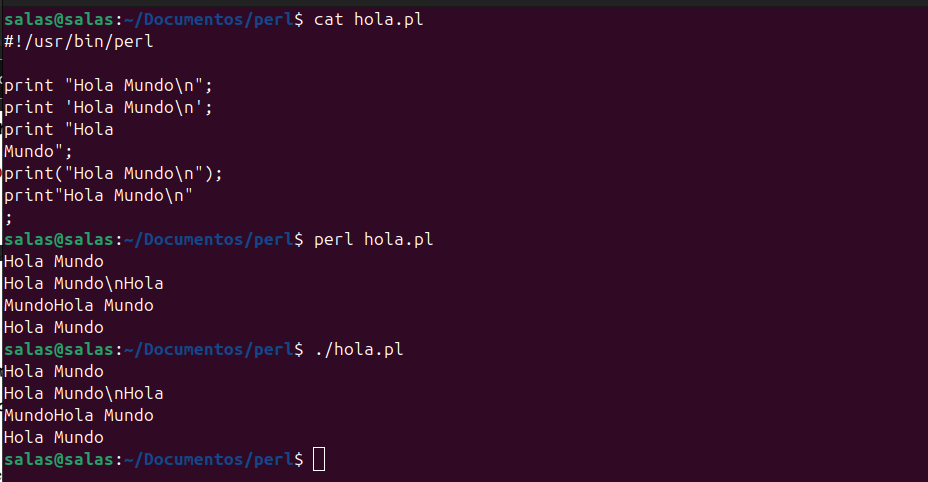 salas@salas:~/Documentos/perl$ cat hola.pl
#!/usr/bin/perl
print "Hola Mundo\n";
print 'Hola Mundo\n';
print "Hola
Mundo";
print("Hola Mundo\n");
print"Hola Mundo\n"
;
salas@salas:~/Documentos/perl$ perl hola.pl
Hola Mundo
Hola Mundo\nHola
MundoHola Mundo
Hola Mundo
salas@salas:~/Documentos/perl$ ./hola.pl
Hola Mundo
Hola Mundo\nHola
MundoHola Mundo
Hola Mundo
salas@salas:~/Documentos/perl$